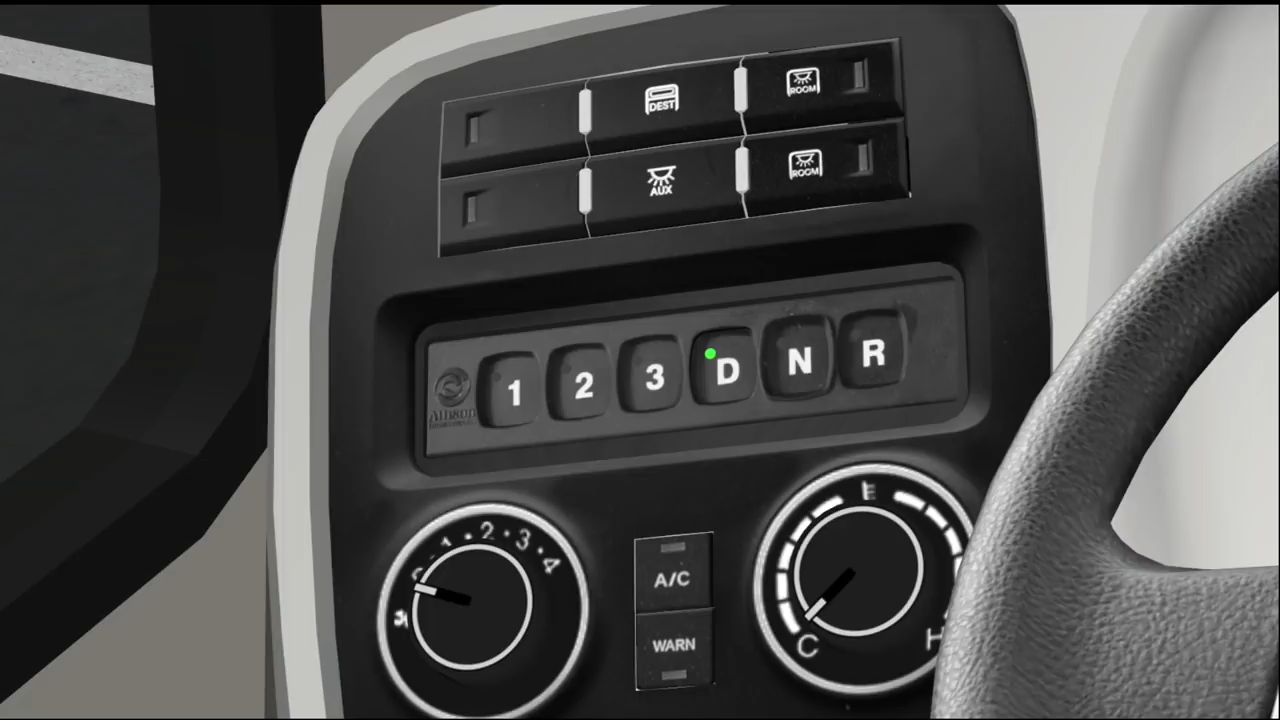 DEST
ROOM
AUX
ROOM
1 2 3 D N R
Allison
1 2 3 4
A/C
WARN
C
H